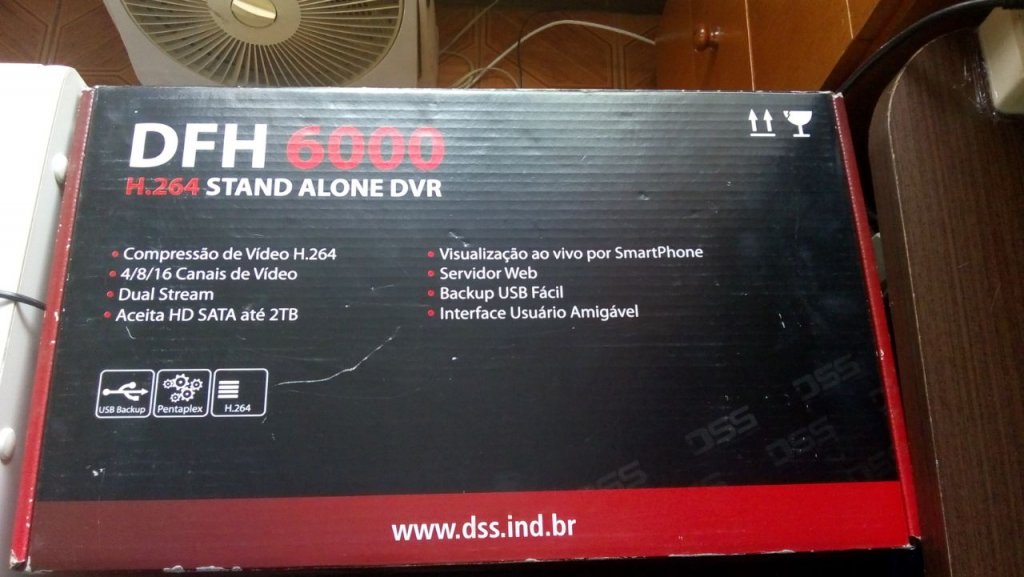 DFH 6000
H.264 STAND ALONE DVR
• Compressão de Vídeo H.264
• 4/8/16 Canais de Vídeo
• Dual Stream
• Aceita HD SATA até 2TB
• Visualização ao vivo por SmartPhone
• Servidor Web
• Backup USB Fácil
• Interface Usuário Amigável
USB Backup
Pentaplex
H.264
DSS
DSS
DSS
DSS
www.dss.ind.br